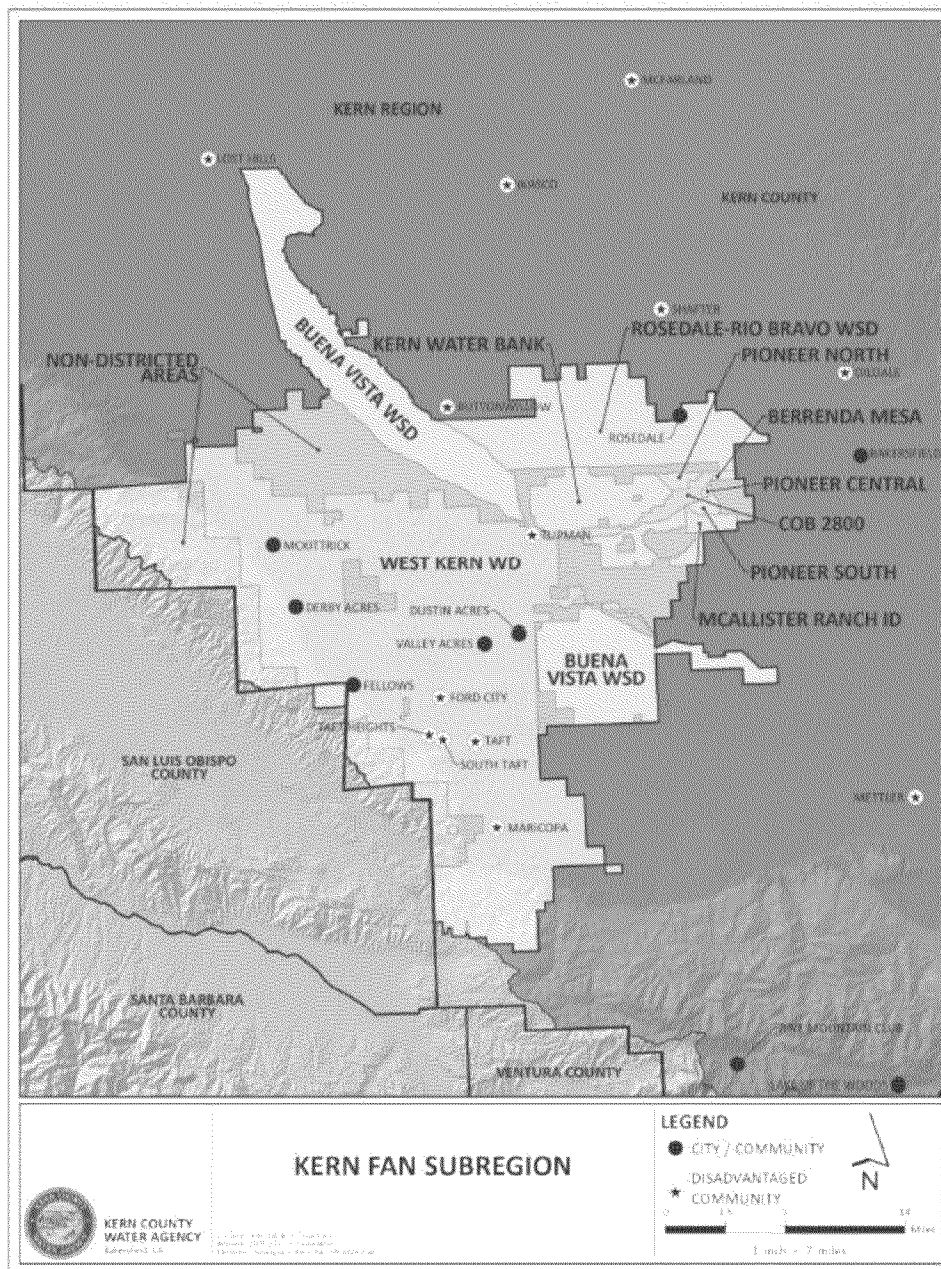 MCFARLAND
KERN REGION
LOST HILLS
WASCO
KERN COUNTY
SHAFTER
ROSEDALE-RIO BRAVO WSD
KERN WATER BANK
PIONEER NORTH
NON-DISTRICTED
AREAS
BUENA VISTA WSD
OILDALE
BUTTONWILLOW
BERRENDA MESA
ROSEDALE
BAKERSFIELD
PIONEER CENTRAL
COB 2800
TUPMAN
MCKITTRICK
WEST KERN WD
PIONEER SOUTH
DERBY ACRES
DUSTIN ACRES
MCALLISTER RANCH ID
VALLEY ACRES
BUENA
VISTA WSD
FELLOWS
FORD CITY
TAFT HEIGHTS
TAFT
SOUTH TAFT
SAN LUIS OBISPO
COUNTY
METTLER
MARICOPA
SANTA BARBARA
COUNTY
PINE MOUNTAIN CLUB
VENTURA COUNTY
LAKE OF THE WOODS
KERN FAN SUBREGION
LEGEND
CITY / COMMUNITY
DISADVANTAGED
COMMUNITY
N
KERN COUNTY
WATER AGENCY
Bakersfield, CA
0
14
Miles
1 inch = 7 miles